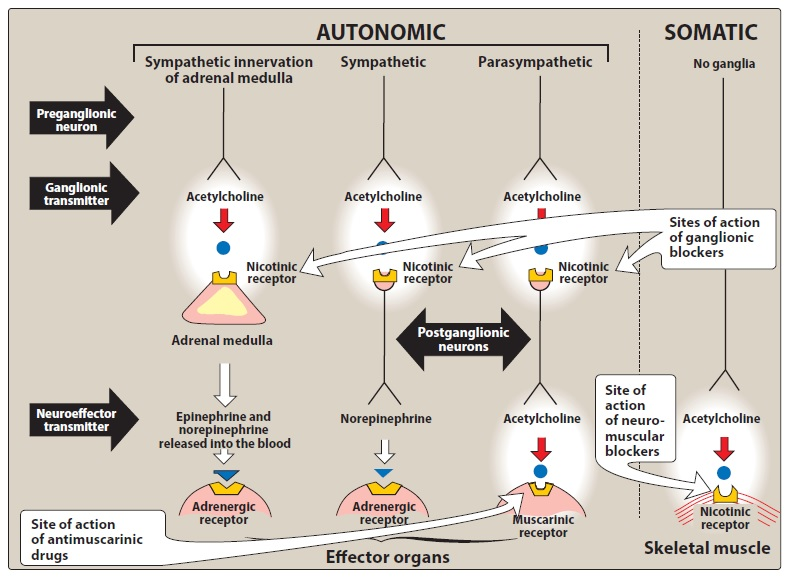 AUTONOMIC
SOMATIC
Sympathetic innervation
of adrenal medulla
Sympathetic
Parasympathetic
No ganglia
Preganglionic
neuron
Ganglionic
transmitter
Acetylcholine
Acetylcholine
Acetylcholine
Sites of action
of ganglionic
blockers
Nicotinic
receptor
Nicotinic
receptor
Nicotinic
receptor
Adrenal medulla
Postganglionic
neurons
Neuroeffector
transmitter
Epinephrine and
norepinephrine
released into the blood
Norepinephrine
Acetylcholine
Site of
action
of neuro-
muscular
blockers
Acetylcholine
Adrenergic
receptor
Adrenergic
receptor
Muscarinic
receptor
Nicotinic
receptor
Site of action
of antimuscarinic
drugs
Effector organs
Skeletal muscle